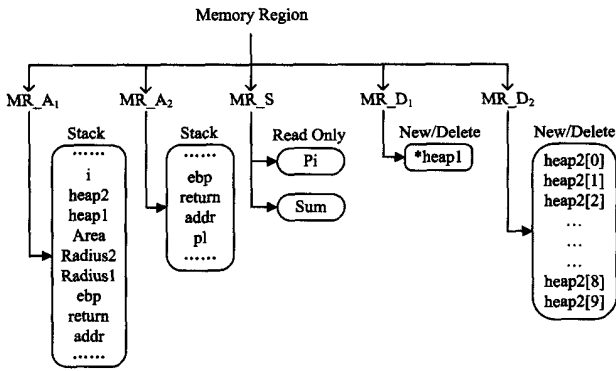 Memory Region
MR_A1
MR_A2
MR_S
MR_D1
MR_D2
Stack
......
i
heap2
heap1
Area
Radius2
Radius1
ebp
return
addr
......
Stack
......
ebp
return
addr
pl
......
Read Only
Pi
Sum
New/Delete
*heap1
New/Delete
heap2[0]
heap2[1]
heap2[2]
...
...
...
heap2[8]
heap2[9]